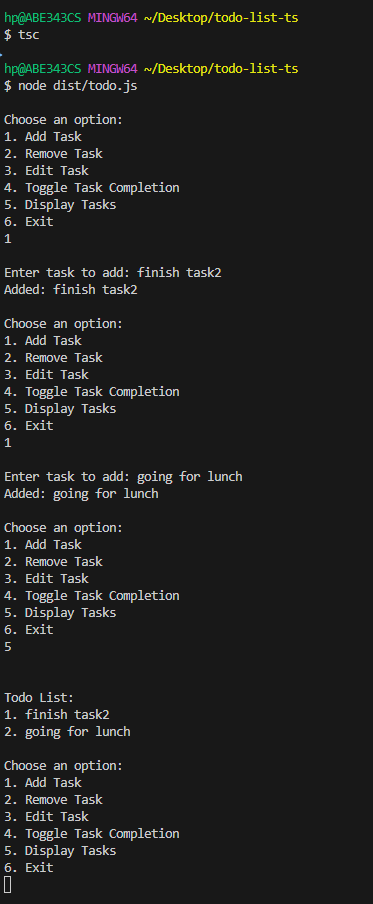 hp@ABE343CS MINGW64 ~/Desktop/todo-list-ts
$ tsc
hp@ABE343CS MINGW64 ~/Desktop/todo-list-ts
$ node dist/todo.js
Choose an option:
1. Add Task
2. Remove Task
3. Edit Task
4. Toggle Task Completion
5. Display Tasks
6. Exit
1
Enter task to add: finish task2
Added: finish task2
Choose an option:
1. Add Task
2. Remove Task
3. Edit Task
4. Toggle Task Completion
5. Display Tasks
6. Exit
1
Enter task to add: going for lunch
Added: going for lunch
Choose an option:
1. Add Task
2. Remove Task
3. Edit Task
4. Toggle Task Completion
5. Display Tasks
6. Exit
5
Todo List:
1. finish task2
2. going for lunch
Choose an option:
1. Add Task
2. Remove Task
3. Edit Task
4. Toggle Task Completion
5. Display Tasks
6. Exit